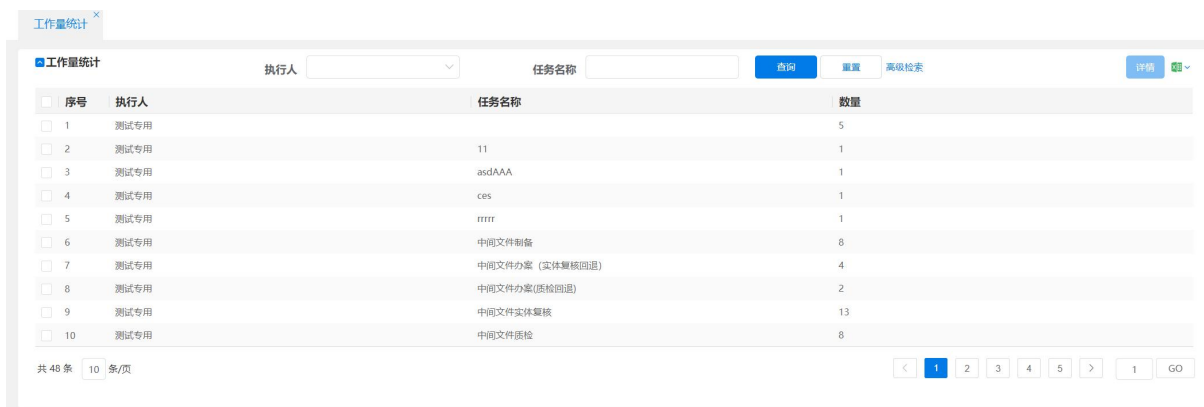 工作量统计
工作量统计 执行人 任务名称 查询 重置 高级检索 详情
序号 执行人 任务名称 数量
1 测试专用 5
2 测试专用 11 1
3 测试专用 asdAAA 1
4 测试专用 ces 1
5 测试专用 rrrrr 1
6 测试专用 中间文件制备 8
7 测试专用 中间文件办案（实体复核回退） 4
8 测试专用 中间文件办案(质检回退) 2
9 测试专用 中间文件实体复核 13
10 测试专用 中间文件质检 8
共 48 条 10 条/页 1 2 3 4 5 1 GO